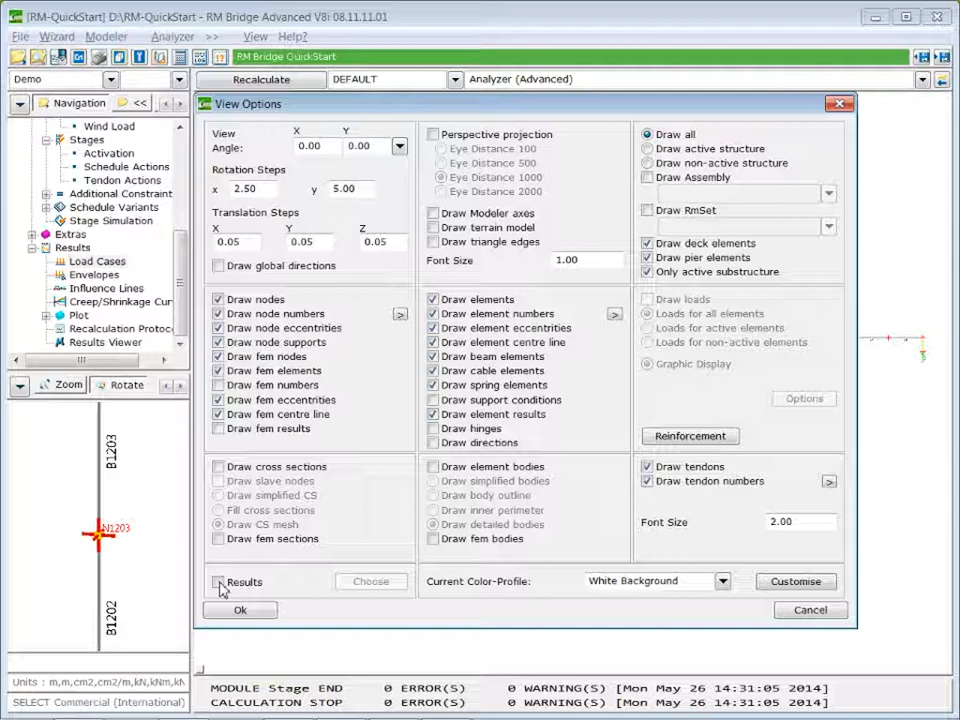 [RM-QuickStart] D:\RM-QuickStart - RM Bridge Advanced V8i 08.11.11.01
File Wizard Modeler Analyzer >> View Help?
RM Bridge QuickStart
Demo Recalculate DEFAULT Analyzer (Advanced)
Navigation <<
Wind Load
Stages
Activation
Schedule Actions
Tendon Actions
Additional Constraint
Schedule Variants
Stage Simulation
Extras
Results
Load Cases
Envelopes
Influence Lines
Creep/Shrinkage Cur
Plot
Recalculation Protoc
Results Viewer
Zoom Rotate
B1203
N1203
B1202
Units : m,m,cm2,cm2/m,kN,kNm,kN
SELECT Commercial (International)
View Options
View
Angle:
X Y
0.00 0.00
Rotation Steps
x 2.50 y 5.00
Translation Steps
X Y Z
0.05 0.05 0.05
Draw global directions
Perspective projection
Eye Distance 100
Eye Distance 500
Eye Distance 1000
Eye Distance 2000
Draw Modeler axes
Draw terrain model
Draw triangle edges
Font Size 1.00
Draw all
Draw active structure
Draw non-active structure
Draw Assembly
Draw RmSet
Draw deck elements
Draw pier elements
Only active substructure
Draw nodes
Draw node numbers >
Draw node eccentrities
Draw node supports
Draw fem nodes
Draw fem elements
Draw fem numbers
Draw fem eccentrities
Draw fem centre line
Draw fem results
Draw elements
Draw element numbers >
Draw element eccentrities
Draw element centre line
Draw beam elements
Draw cable elements
Draw spring elements
Draw support conditions
Draw element results
Draw hinges
Draw directions
Draw loads
Loads for all elements
Loads for active elements
Loads for non-active elements
Graphic Display
Options
Reinforcement
Draw cross sections
Draw slave nodes
Draw simplified CS
Fill cross sections
Draw CS mesh
Draw fem sections
Draw element bodies
Draw simplified bodies
Draw body outline
Draw inner perimeter
Draw detailed bodies
Draw fem bodies
Draw tendons
Draw tendon numbers >
Font Size 2.00
Results Choose
Current Color-Profile: White Background Customise
Ok Cancel
MODULE Stage END 0 ERROR(S) 0 WARNING(S) [Mon May 26 14:31:05 2014]
CALCULATION STOP 0 ERROR(S) 0 WARNING(S) [Mon May 26 14:31:05 2014]